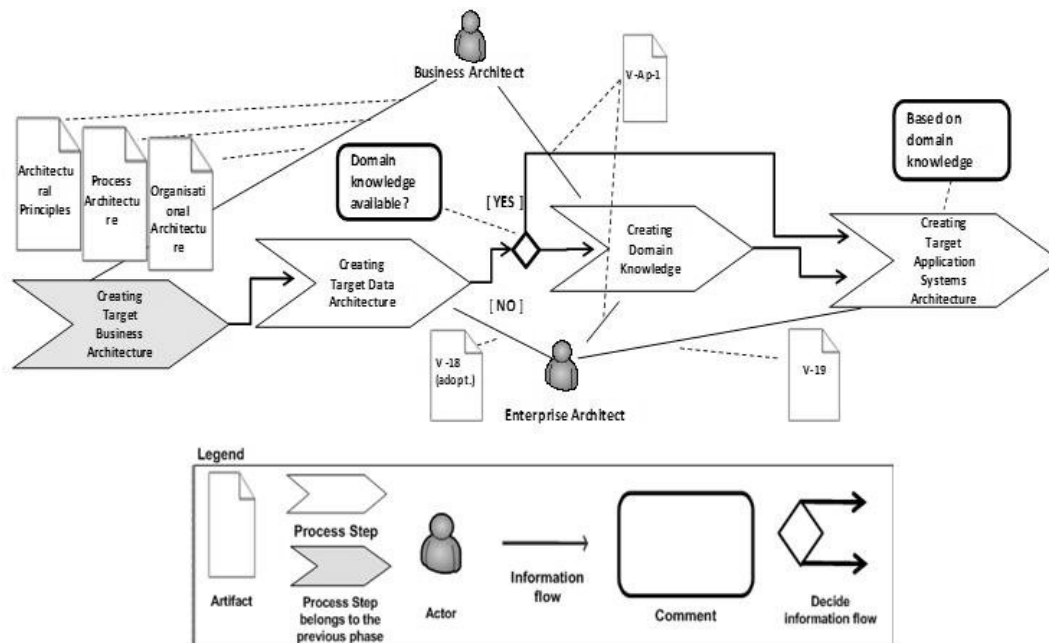 Business Architect
V-Ap-1
Architectu
ral
Principles
Process
Architectu
re
Organisati
onal
Architectu
re
Domain
knowledge
available?
Based on
domain
knowledge
[ YES ]
Creating
Target
Business
Architecture
Creating
Target Data
Architecture
[ NO ]
Creating
Domain
Knowledge
Creating
Target
Application
Systems
Architecture
V-18
(adopt.)
V-19
Enterprise Architect
Legend
Artifact
Process Step
Process Step
belongs to the
previous phase
Actor
Information
flow
Comment
Decide
information flow